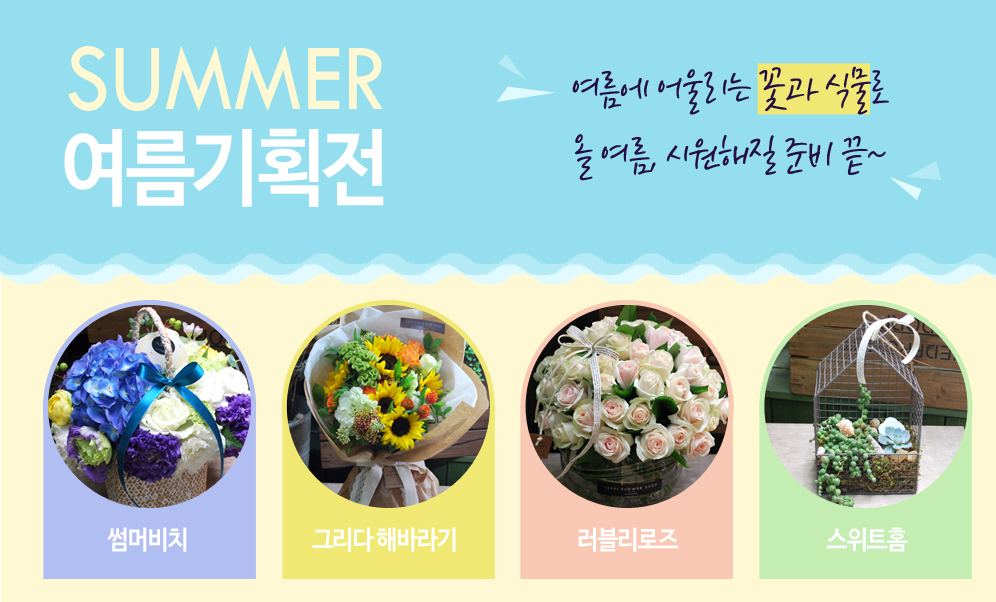 SUMMER
여름기획전
여름에 어울리는 꽃과 식물로
올 여름, 시원해질 준비 끝~
썸머비치
그리다 해바라기
러블리로즈
스위트홈